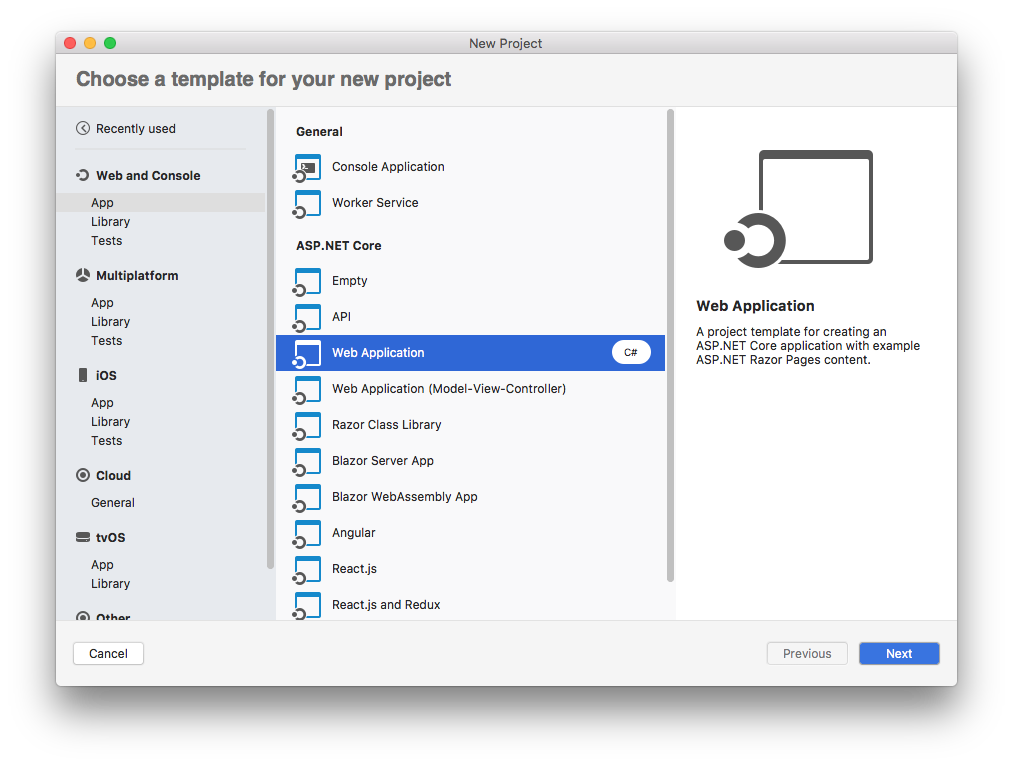 New Project
Choose a template for your new project
Recently used
Web and Console
App
Library
Tests
Multiplatform
App
Library
Tests
iOS
App
Library
Tests
Cloud
General
tvOS
App
Library
Other
General
Console Application
Worker Service
ASP.NET Core
Empty
API
Web Application C#
Web Application (Model-View-Controller)
Razor Class Library
Blazor Server App
Blazor WebAssembly App
Angular
React.js
React.js and Redux
Web Application
A project template for creating an
ASP.NET Core application with example
ASP.NET Razor Pages content.
Cancel
Previous
Next